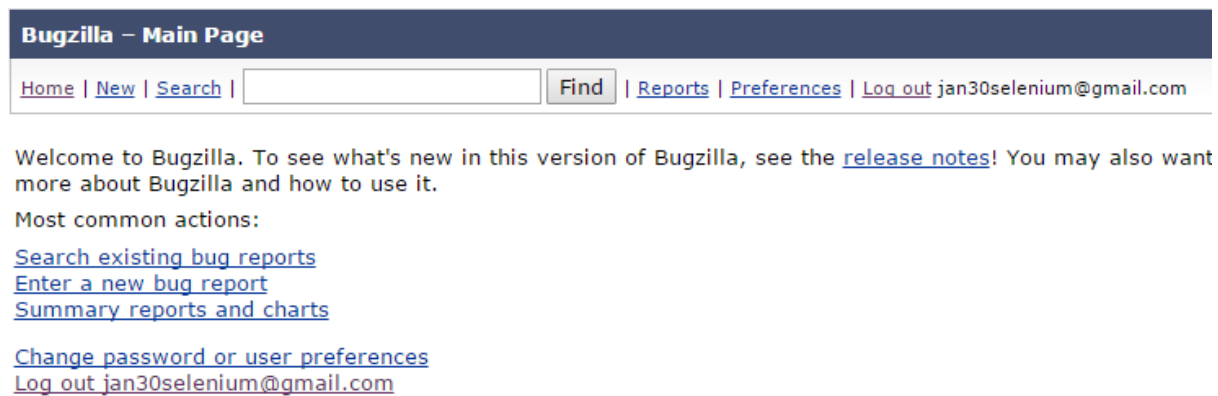 Bugzilla – Main Page
Home | New | Search | Find | Reports | Preferences | Log out jan30selenium@gmail.com
Welcome to Bugzilla. To see what's new in this version of Bugzilla, see the release notes! You may also want
more about Bugzilla and how to use it.
Most common actions:
Search existing bug reports
Enter a new bug report
Summary reports and charts
Change password or user preferences
Log out jan30selenium@gmail.com